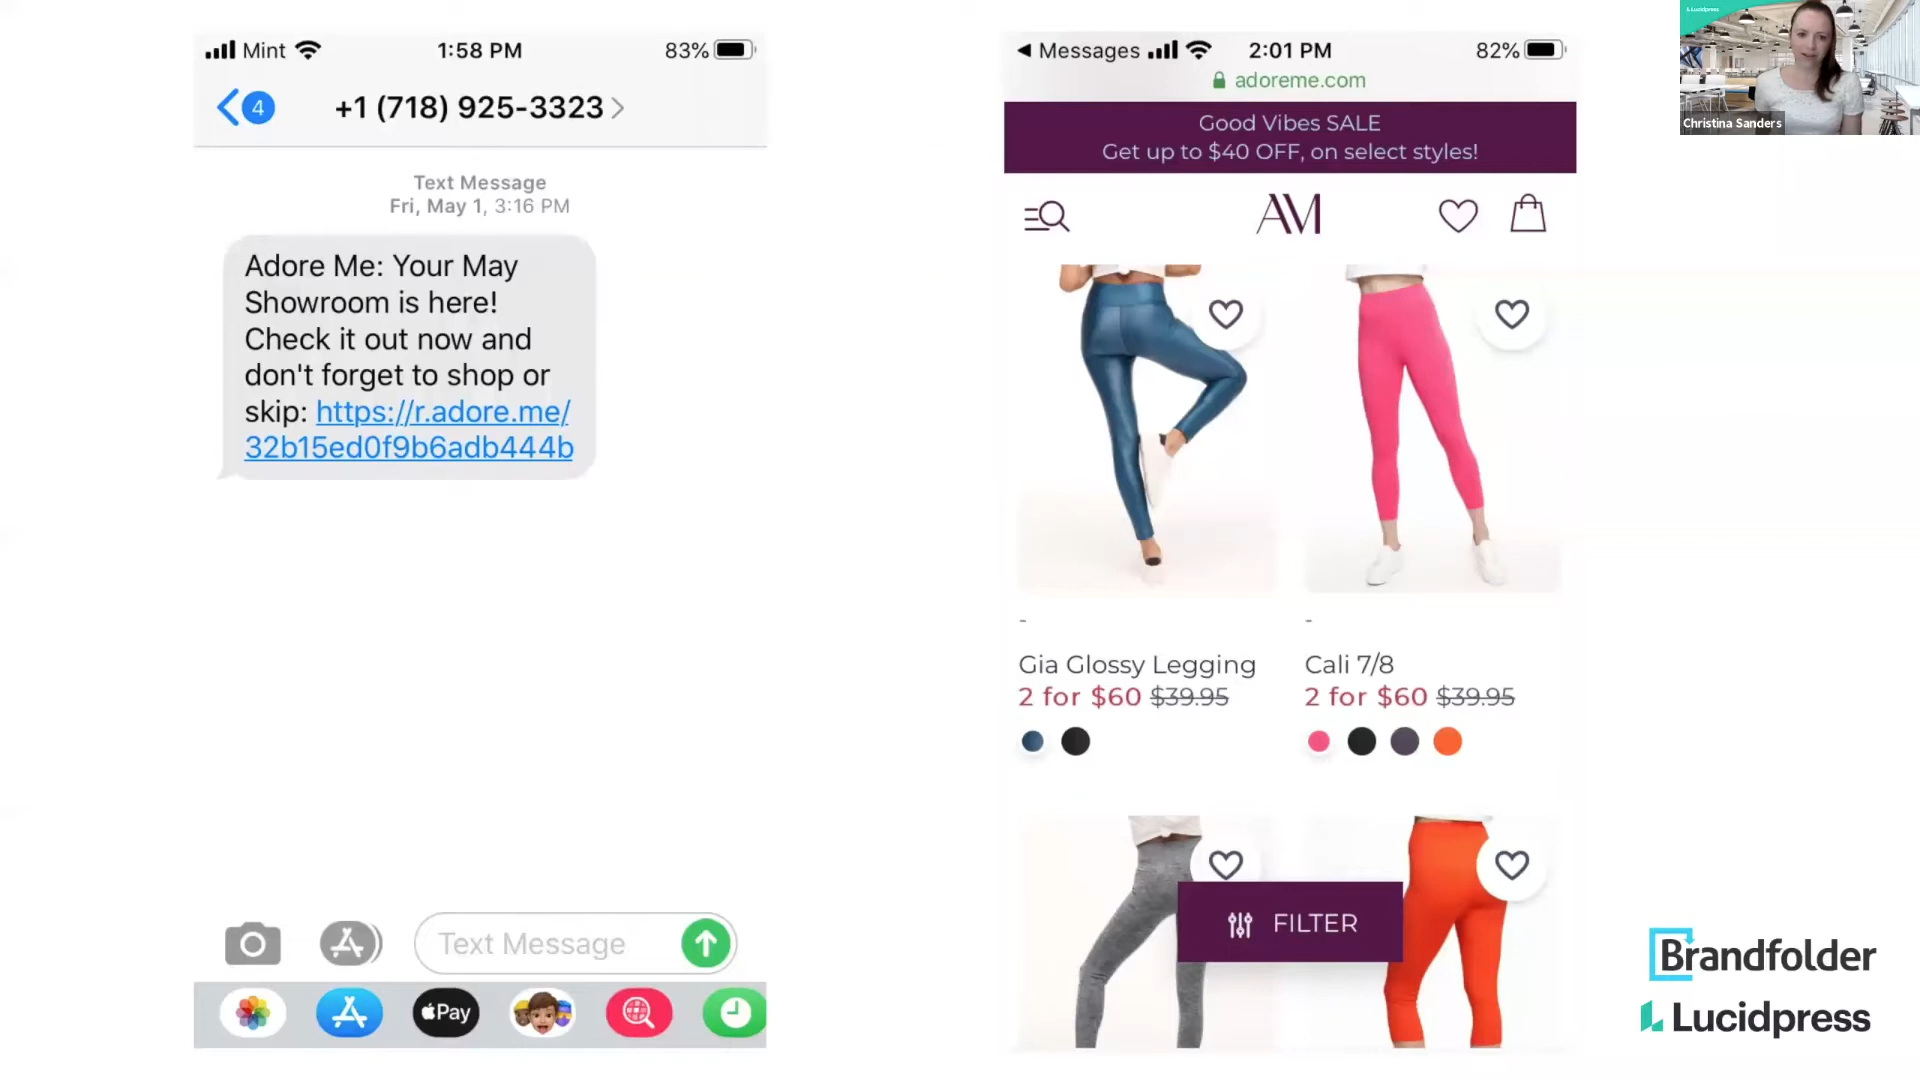 Mint
1:58 PM
83%
4
+1 (718) 925-3323
Text Message
Fri, May 1, 3:16 PM
Adore Me: Your May
Showroom is here!
Check it out now and
don't forget to shop or
skip: https://r.adore.me/
32b15ed0f9b6adb444b
Text Message
Pay
Messages
2:01 PM
82%
adoreme.com
Good Vibes SALE
Get up to $40 OFF, on select styles!
AM
-
Gia Glossy Legging
2 for $60 $39.95
-
Cali 7/8
2 for $60 $39.95
FILTER
Lucidpress
Christina Sanders
Brandfolder
Lucidpress